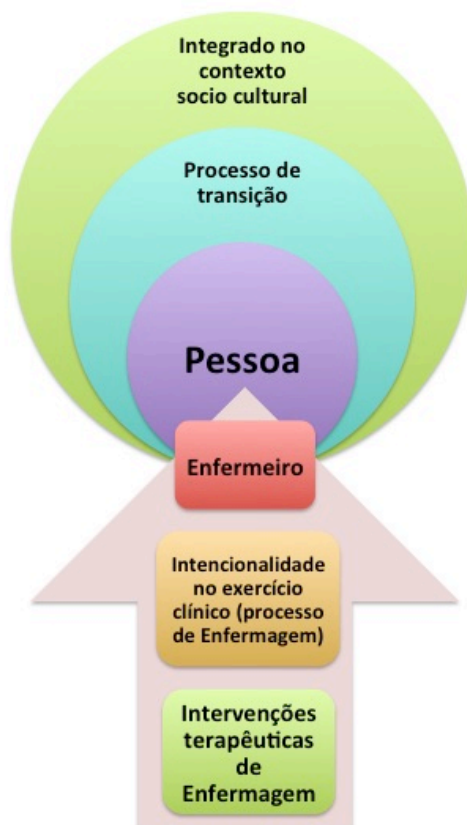 Integrado no
contexto
socio cultural
Processo de
transição
Pessoa
Enfermeiro
Intencionalidade
no exercício
clínico (processo
de Enfermagem)
Intervenções
terapêuticas
de
Enfermagem